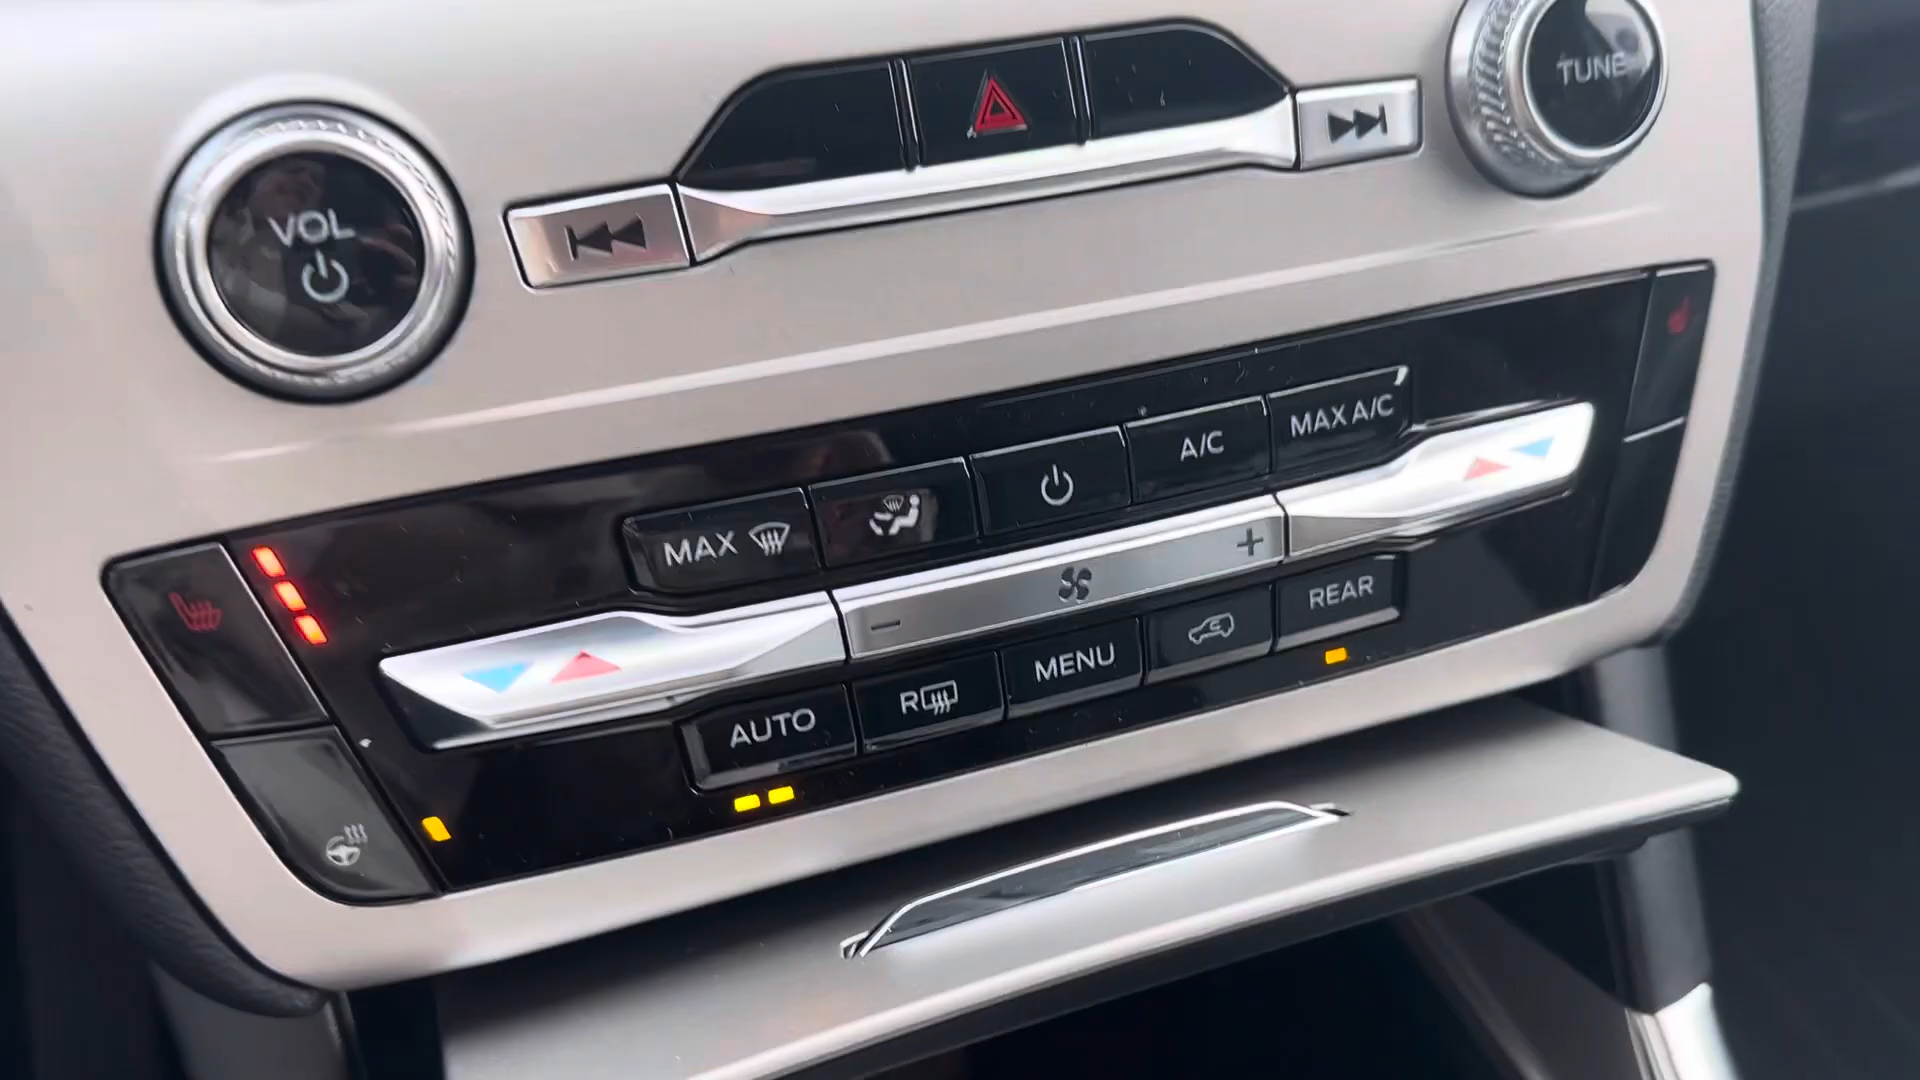 VOL
TUNE
MAX
A/C
MAX A/C
- +
AUTO
R
MENU
REAR